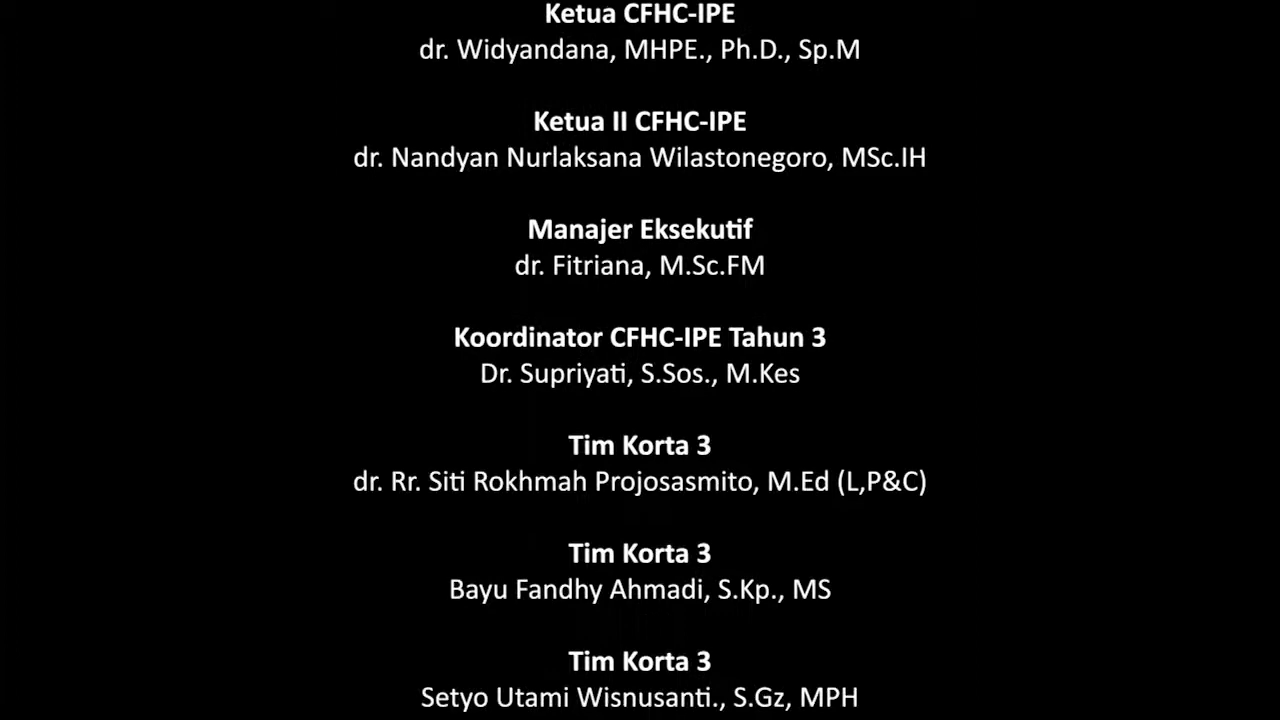 Ketua CFHC-IPE
dr. Widyandana, MHPE., Ph.D., Sp.M
Ketua II CFHC-IPE
dr. Nandyan Nurlaksana Wilastonegoro, MSc.IH
Manajer Eksekutif
dr. Fitriana, M.Sc.FM
Koordinator CFHC-IPE Tahun 3
Dr. Supriyati, S.Sos., M.Kes
Tim Korta 3
dr. Rr. Siti Rokhmah Projosasmito, M.Ed (L,P&C)
Tim Korta 3
Bayu Fandhy Ahmadi, S.Kp., MS
Tim Korta 3
Setyo Utami Wisnusanti., S.Gz, MPH